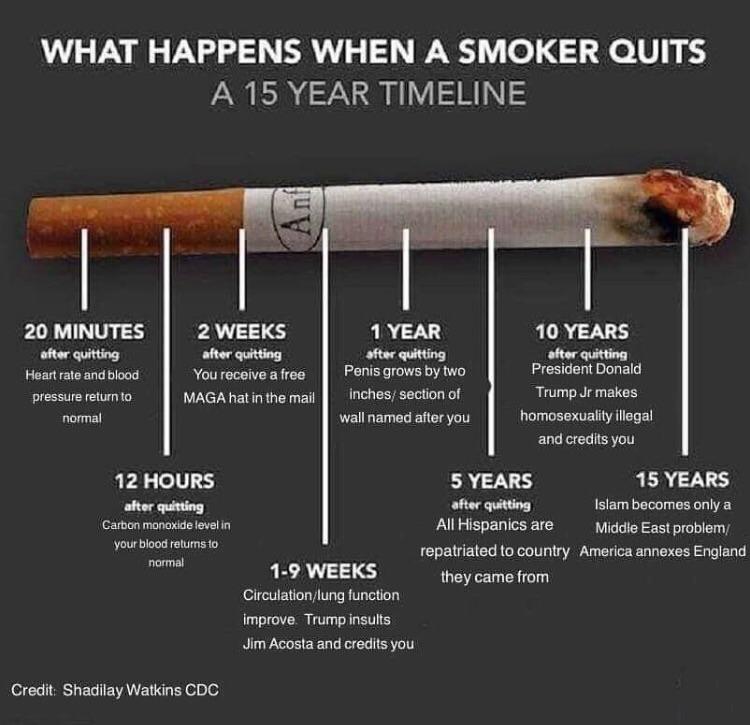 WHAT HAPPENS WHEN A SMOKER QUITS
A 15 YEAR TIMELINE
Anf
20 MINUTES
after quitting
Heart rate and blood
pressure return to
normal
12 HOURS
after quitting
Carbon monoxide level in
your blood returns to
normal
2 WEEKS
after quitting
You receive a free
MAGA hat in the mail
1-9 WEEKS
Circulation/lung function
improve. Trump insults
Jim Acosta and credits you
1 YEAR
after quitting
Penis grows by two
inches/ section of
wall named after you
5 YEARS
after quitting
All Hispanics are
repatriated to country
they came from
10 YEARS
after quitting
President Donald
Trump Jr makes
homosexuality illegal
and credits you
15 YEARS
Islam becomes only a
Middle East problem/
America annexes England
Credit: Shadilay Watkins CDC